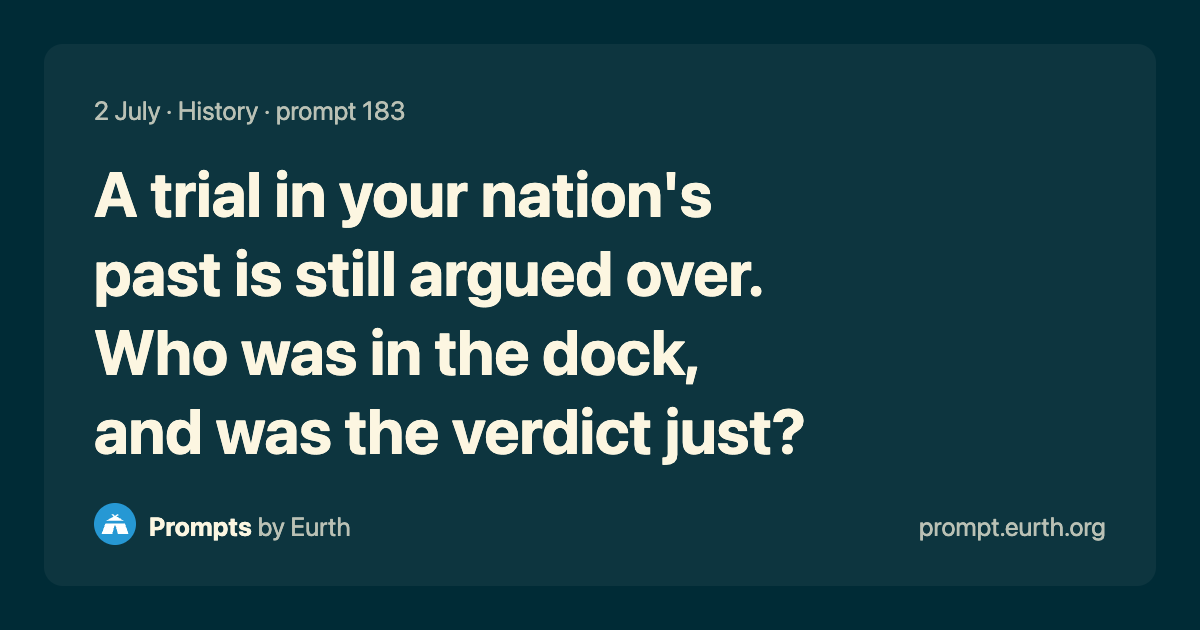 2 July · History · prompt 183
A trial in your nation's
past is still argued over.
Who was in the dock,
and was the verdict just?
Prompts by Eurth
prompt.eurth.org